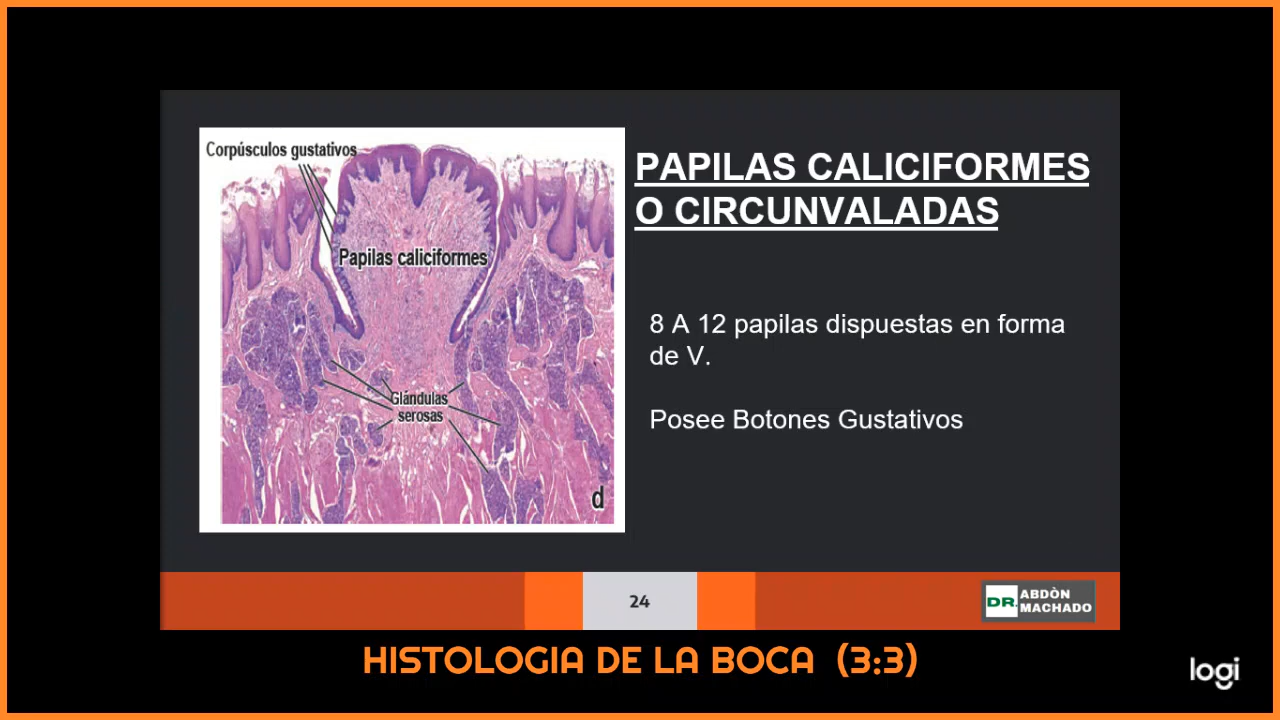 Corpúsculos gustativos
Papilas caliciformes
Glándulas
serosas
d
PAPILAS CALICIFORMES
O CIRCUNVALADAS
8 A 12 papilas dispuestas en forma
de V.
Posee Botones Gustativos
24
DR. ABDÒN
MACHADO
HISTOLOGIA DE LA BOCA (3:3)
logi